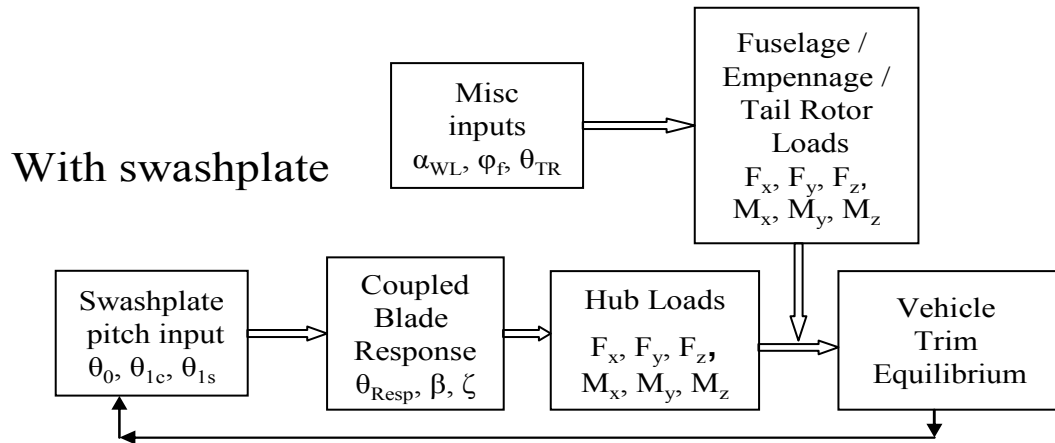 With swashplate
Misc
inputs
α_WL, φ_f, θ_TR
Fuselage /
Empennage /
Tail Rotor
Loads
F_x, F_y, F_z,
M_x, M_y, M_z
Swashplate
pitch input
θ_0, θ_1c, θ_1s
Coupled
Blade
Response
θ_Resp, β, ζ
Hub Loads
F_x, F_y, F_z,
M_x, M_y, M_z
Vehicle
Trim
Equilibrium